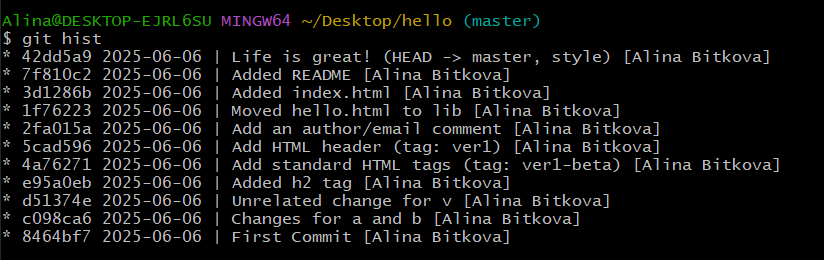 Alina@DESKTOP-EJRL6SU MINGW64 ~/Desktop/hello (master)
$ git hist
* 42dd5a9 2025-06-06 | Life is great! (HEAD -> master, style) [Alina Bitkova]
* 7f810c2 2025-06-06 | Added README [Alina Bitkova]
* 3d1286b 2025-06-06 | Added index.html [Alina Bitkova]
* 1f76223 2025-06-06 | Moved hello.html to lib [Alina Bitkova]
* 2fa015a 2025-06-06 | Add an author/email comment [Alina Bitkova]
* 5cad596 2025-06-06 | Add HTML header (tag: ver1) [Alina Bitkova]
* 4a76271 2025-06-06 | Add standard HTML tags (tag: ver1-beta) [Alina Bitkova]
* e95a0eb 2025-06-06 | Added h2 tag [Alina Bitkova]
* d51374e 2025-06-06 | Unrelated change for v [Alina Bitkova]
* c098ca6 2025-06-06 | Changes for a and b [Alina Bitkova]
* 8464bf7 2025-06-06 | First Commit [Alina Bitkova]